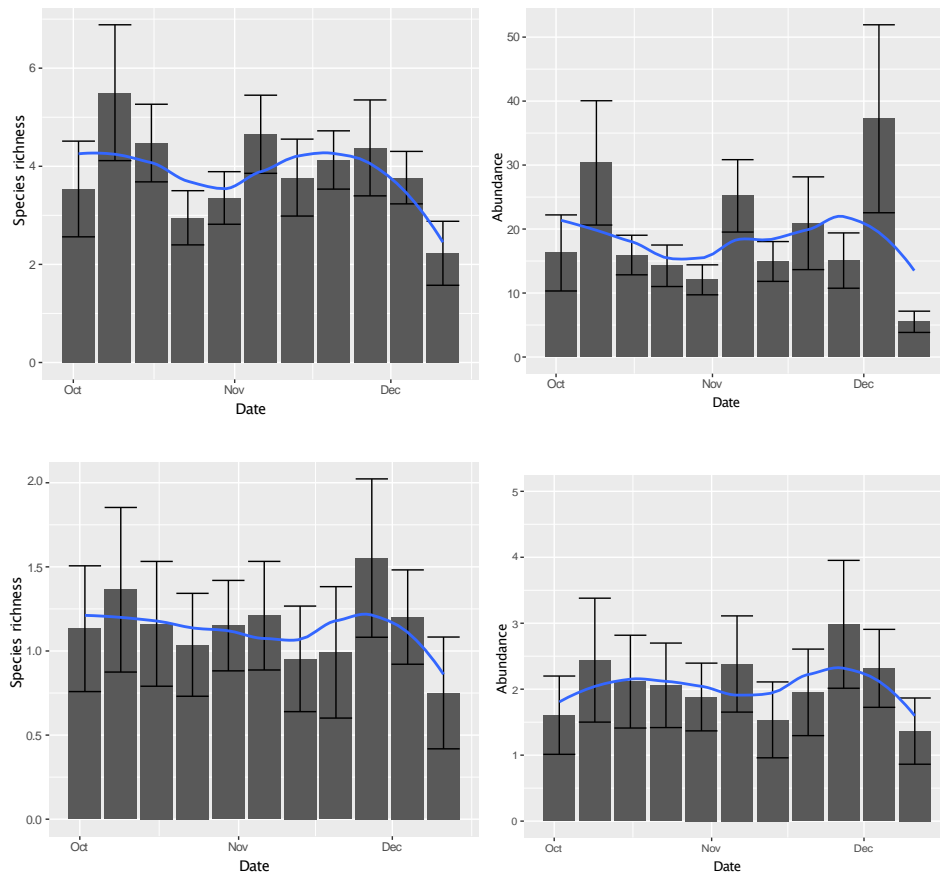 Species richness
6
4
2
0
Oct
Nov
Dec
Date
Abundance
50
40
30
20
10
0
Oct
Nov
Dec
Date
Species richness
2.0
1.5
1.0
0.5
0.0
Oct
Nov
Dec
Date
Abundance
5
4
3
2
1
0
Oct
Nov
Dec
Date